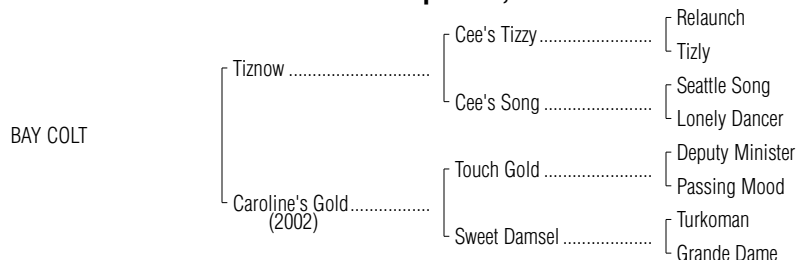 Relaunch
Cee's Tizzy
Tizly
Tiznow
Seattle Song
Cee's Song
Lonely Dancer
BAY COLT
Deputy Minister
Touch Gold
Passing Mood
Caroline's Gold
(2002)
Turkoman
Sweet Damsel
Grande Dame